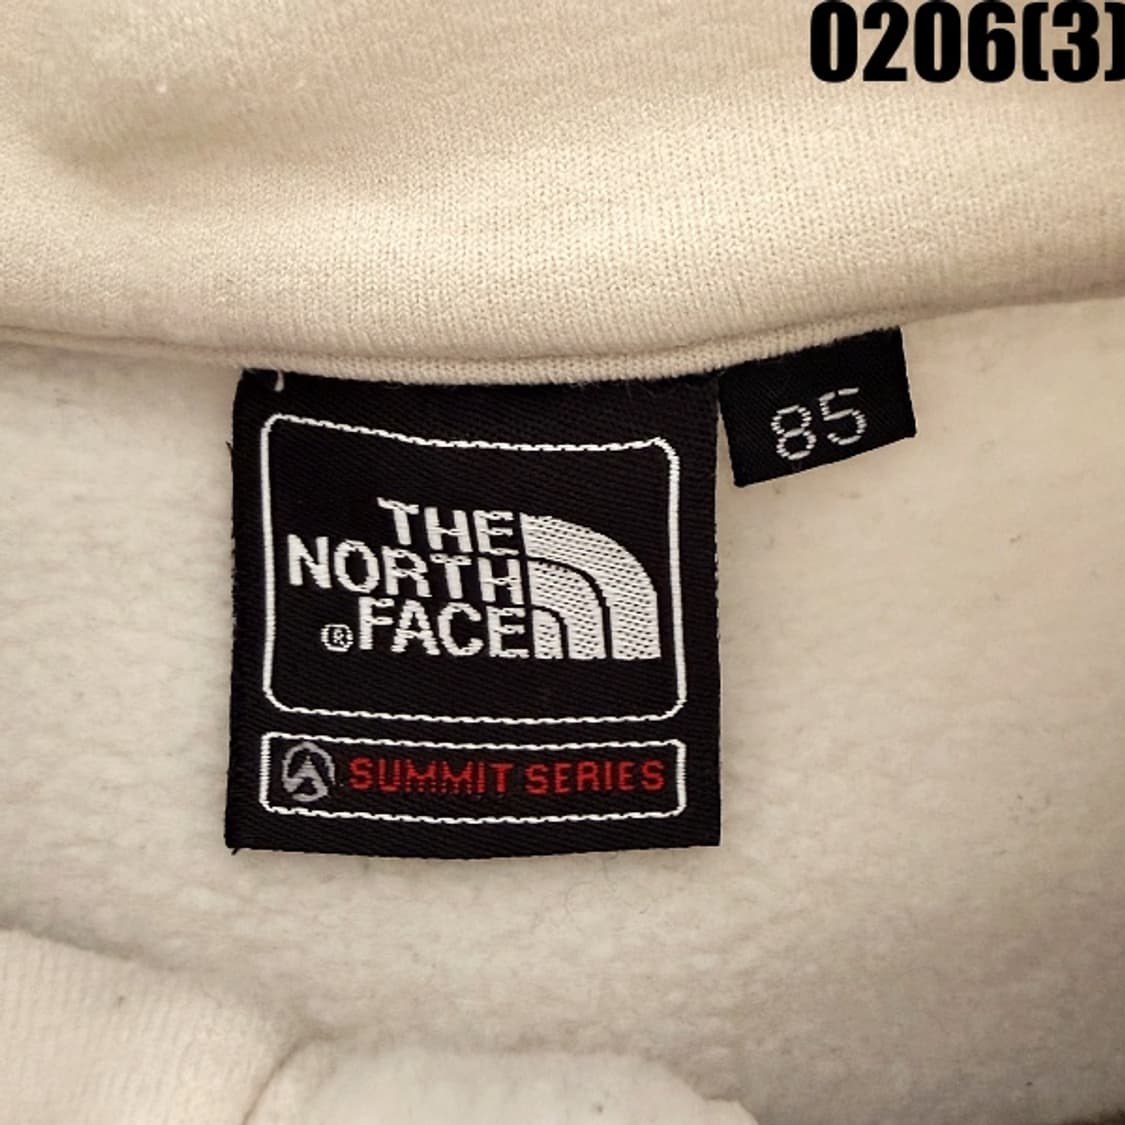 0206(3)
85
THE
NORTH
®FACE
SUMMIT SERIES